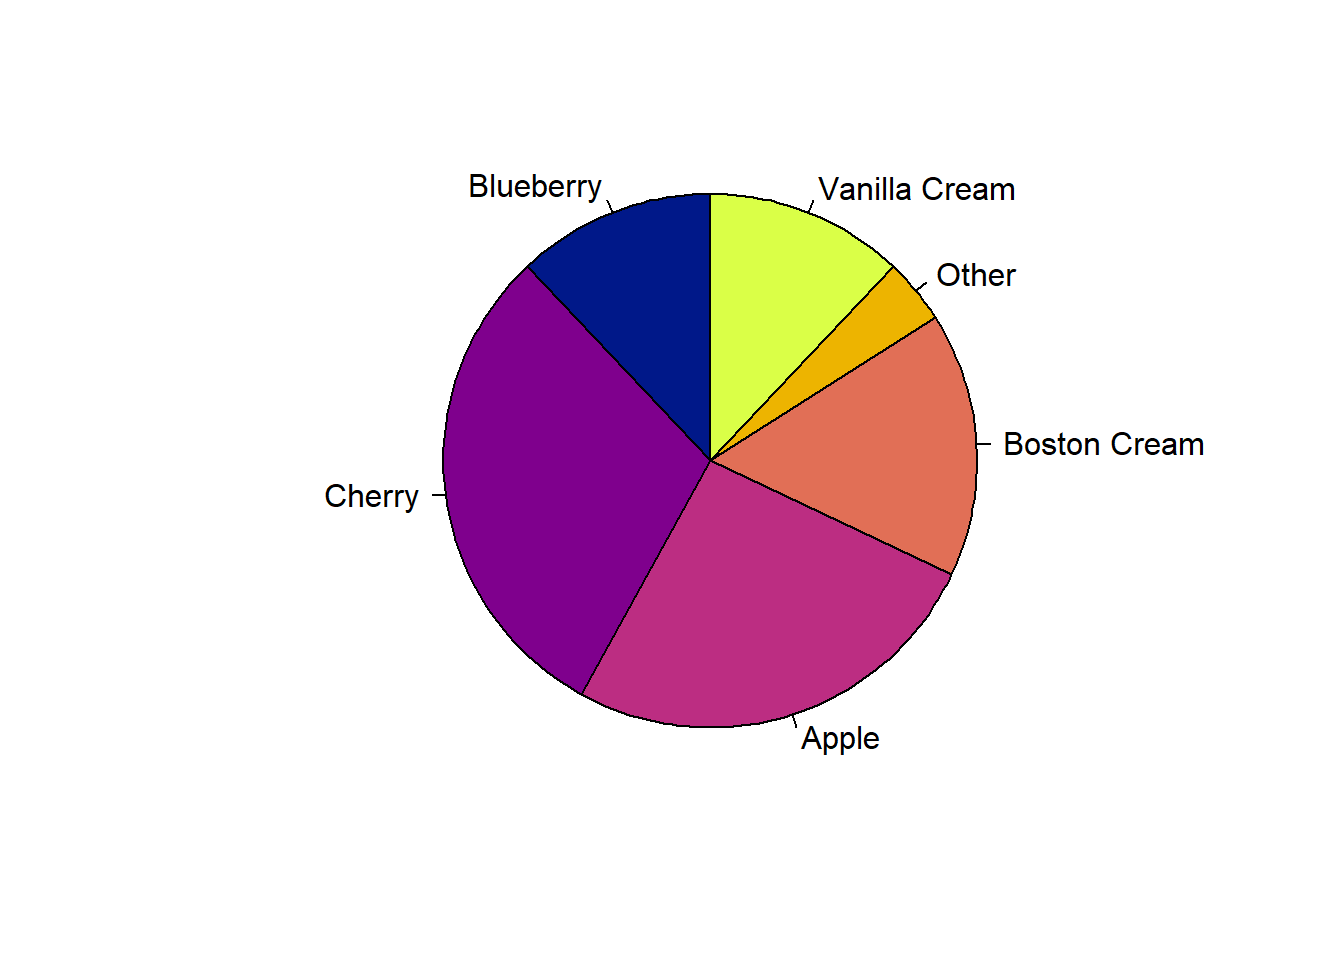 Blueberry
Vanilla Cream
Other
Boston Cream
Cherry
Apple